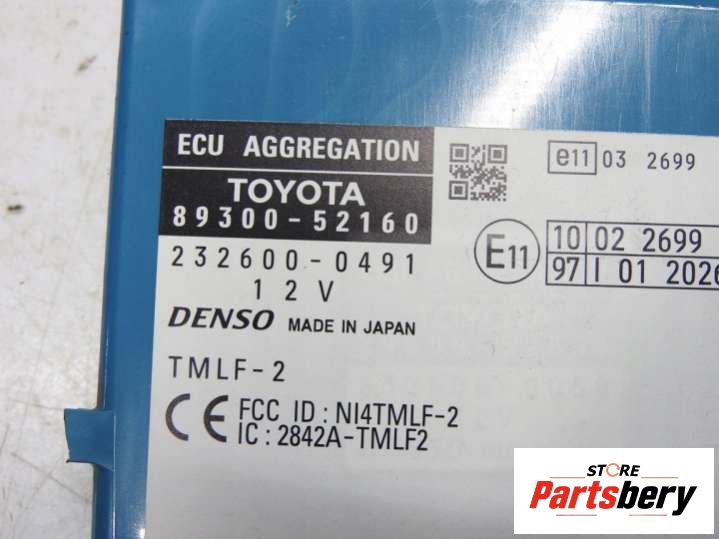 ECU AGGREGATION
TOYOTA
89300-52160
232600-0491
12V
DENSO MADE IN JAPAN
TMLF-2
CE FCC ID : NI4TMLF-2
IC : 2842A-TMLF2
e11 03 2699
E11 10 02 2699
97 I 01 2026
STORE
Partsbery